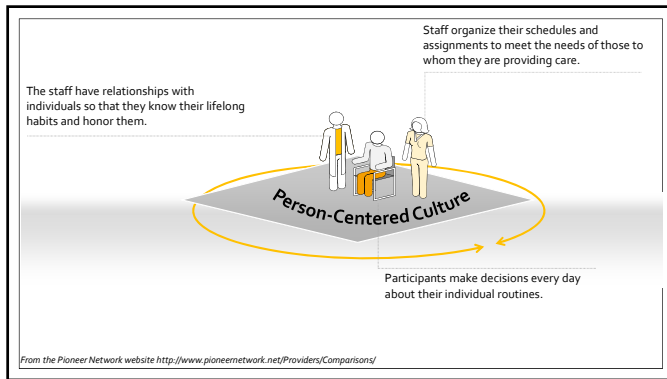 Staff organize their schedules and
assignments to meet the needs of those to
whom they are providing care.
The staff have relationships with
individuals so that they know their lifelong
habits and honor them.
Person-Centered Culture
Participants make decisions every day
about their individual routines.
From the Pioneer Network website http://www.pioneernetwork.net/Providers/Comparisons/